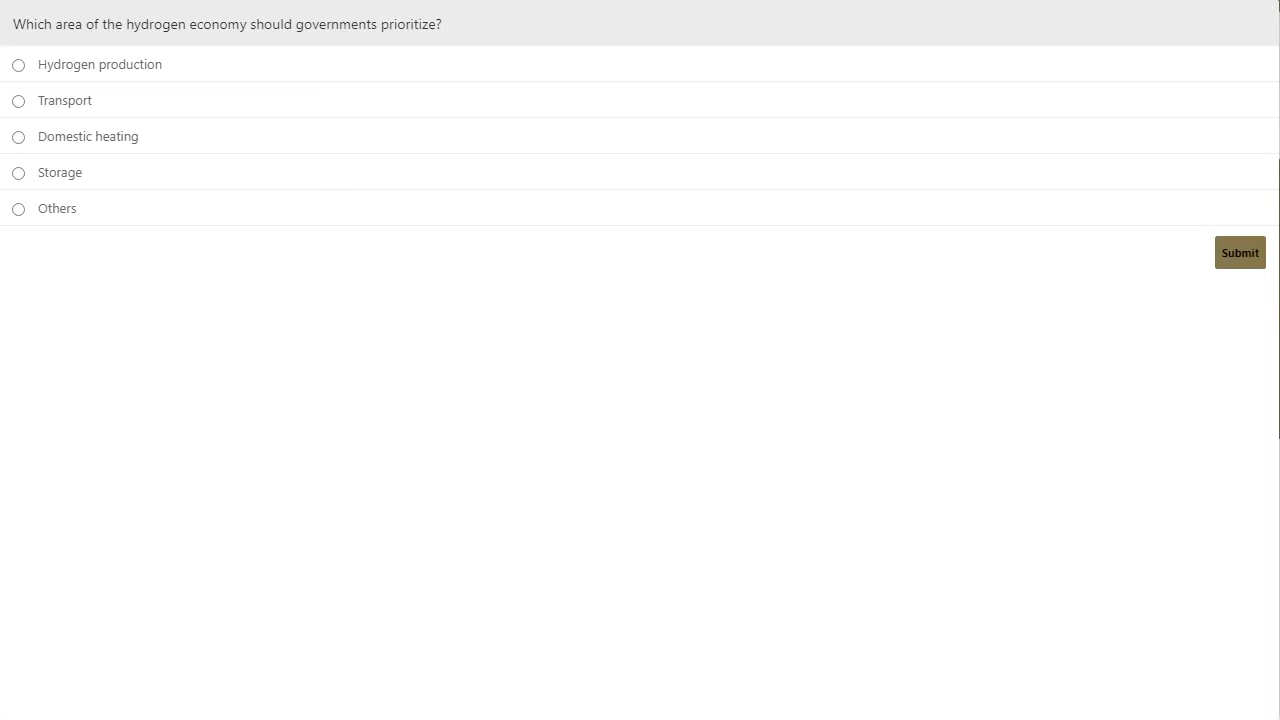 Which area of the hydrogen economy should governments prioritize?
Hydrogen production
Transport
Domestic heating
Storage
Others
Submit